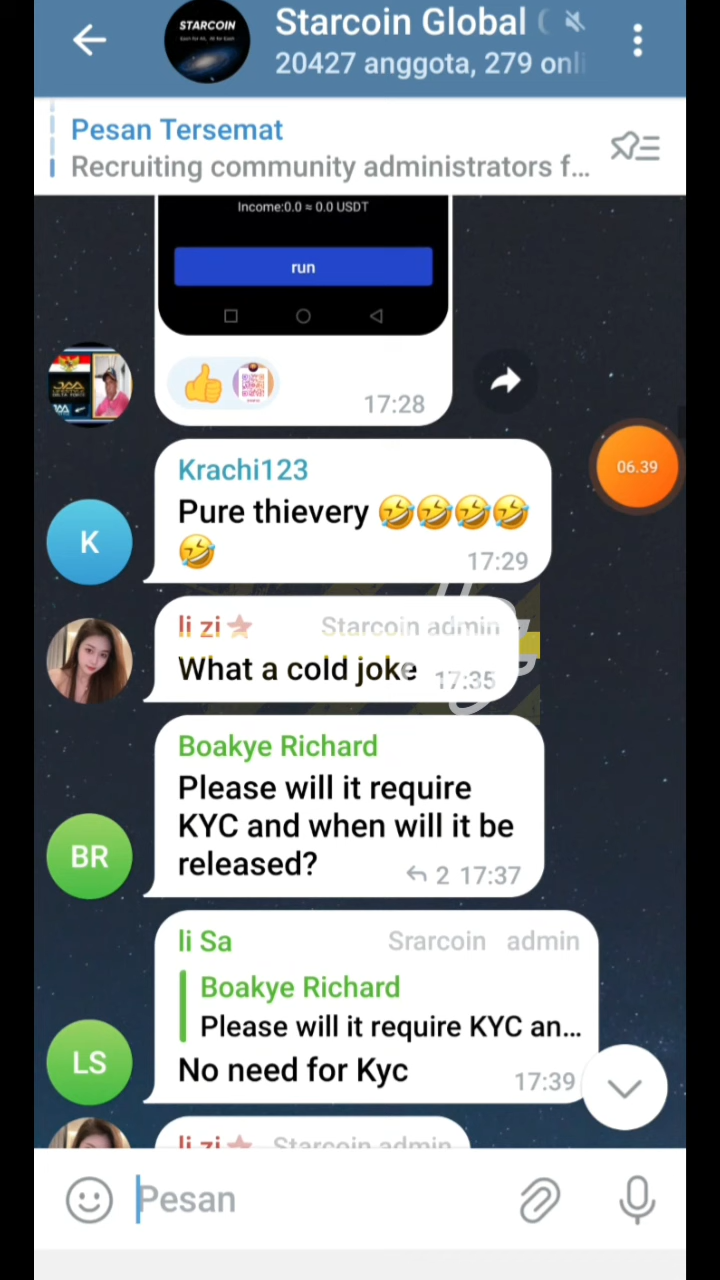 STARCOIN
Starcoin Global (
20427 anggota, 279 onli
Pesan Tersemat
Recruiting community administrators f...
Income:0.0 ≈ 0.0 USDT
run
17:28
06.39
Krachi123
Pure thievery 🤣🤣🤣🤣
🤣
17:29
K
li zi Starcoin admin
What a cold joke 17:35
Boakye Richard
Please will it require
KYC and when will it be
released? 2 17:37
BR
li Sa Srarcoin admin
Boakye Richard
Please will it require KYC an...
No need for Kyc 17:39
LS
li zi Starcoin admin
Pesan